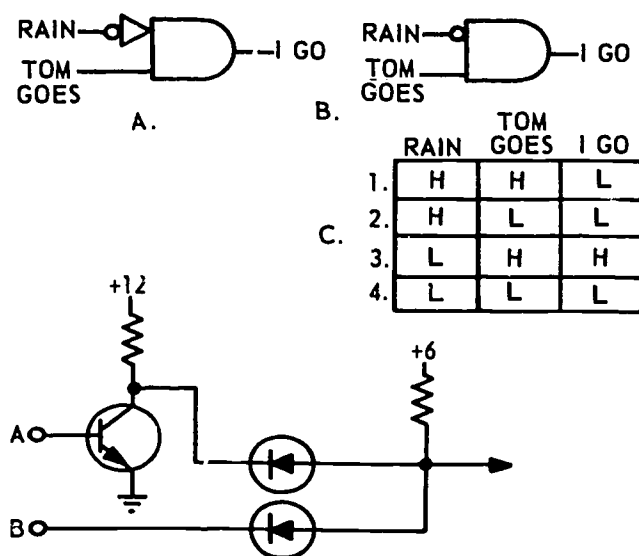 RAIN
TOM
GOES
I GO
A.
RAIN
TOM
GOES
I GO
B.
RAIN TOM GOES I GO
1. H H L
2. H L L
C.
3. L H H
4. L L L
+12
+6
A
B